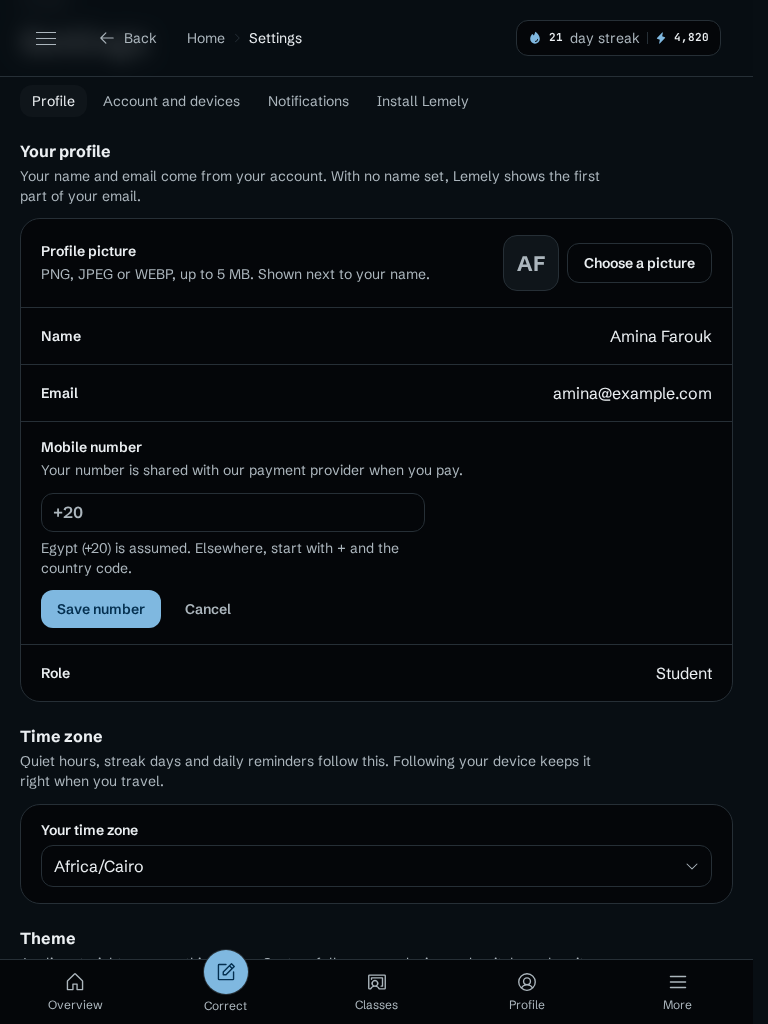 Back
Home
Settings
21 day streak
4,820
Profile
Account and devices
Notifications
Install Lemely
Your profile
Your name and email come from your account. With no name set, Lemely shows the first
part of your email.
Profile picture
PNG, JPEG or WEBP, up to 5 MB. Shown next to your name.
AF
Choose a picture
Name
Amina Farouk
Email
amina@example.com
Mobile number
Your number is shared with our payment provider when you pay.
+20
Egypt (+20) is assumed. Elsewhere, start with + and the
country code.
Save number
Cancel
Role
Student
Time zone
Quiet hours, streak days and daily reminders follow this. Following your device keeps it
right when you travel.
Your time zone
Africa/Cairo
Theme
Overview
Correct
Classes
Profile
More